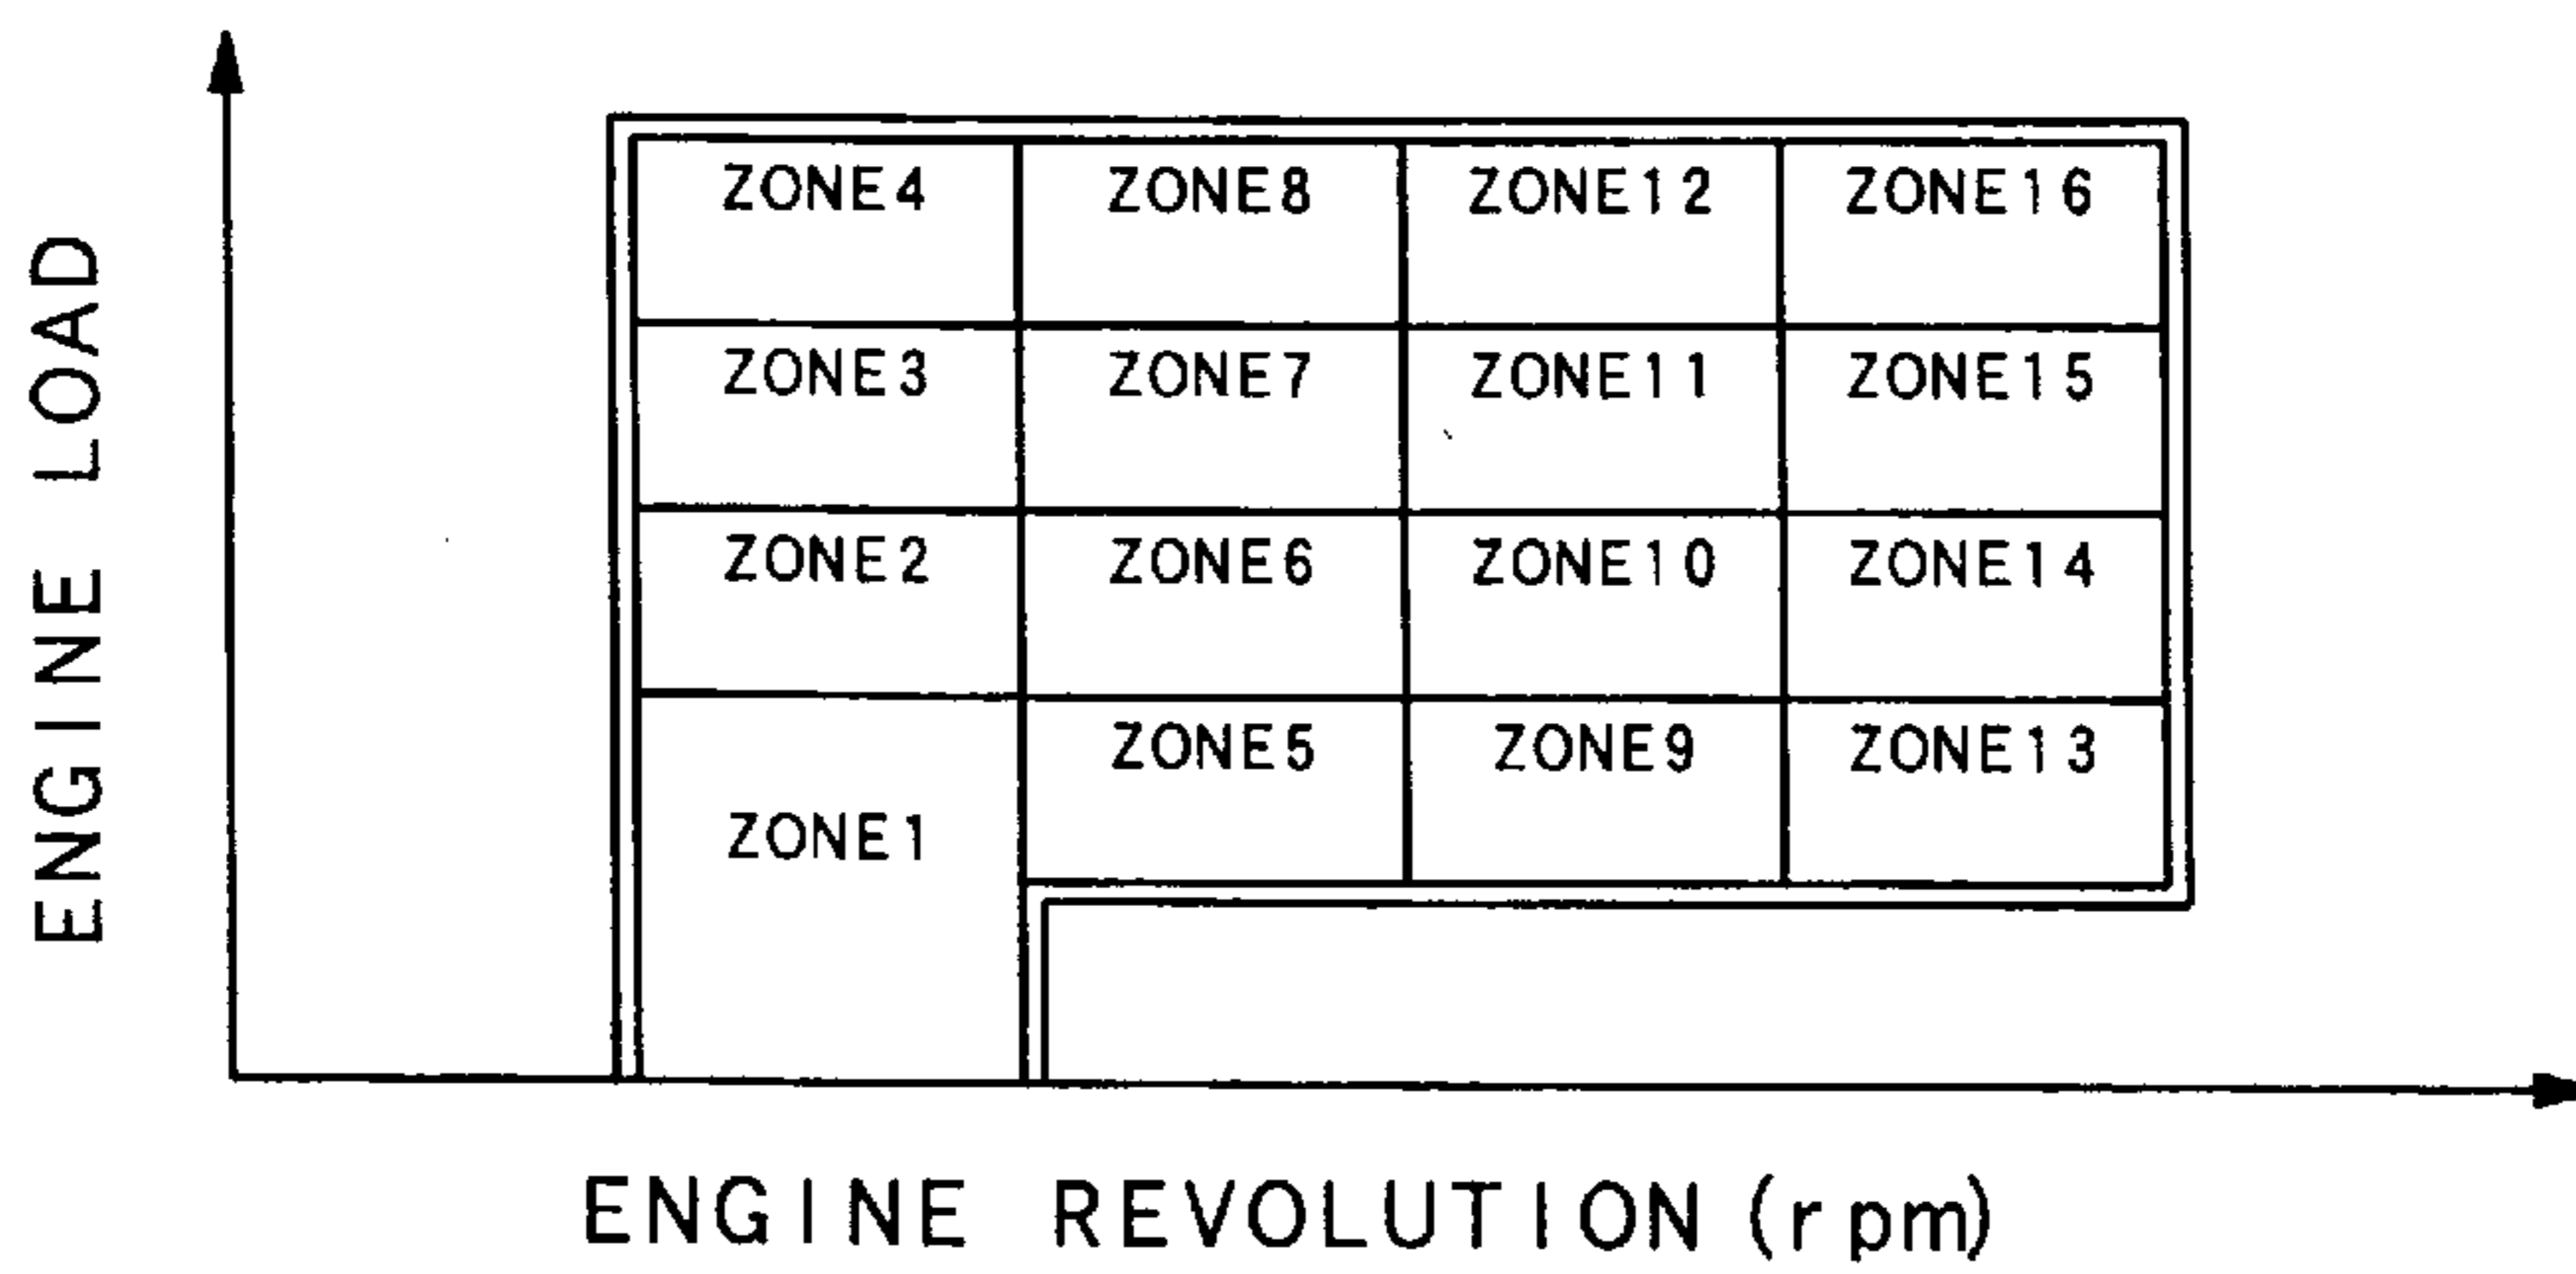 ENGINE LOAD
ZONE4 ZONE8 ZONE12 ZONE16
ZONE3 ZONE7 ZONE11 ZONE15
ZONE2 ZONE6 ZONE10 ZONE14
ZONE5 ZONE9 ZONE13
ZONE1
ENGINE REVOLUTION (rpm)